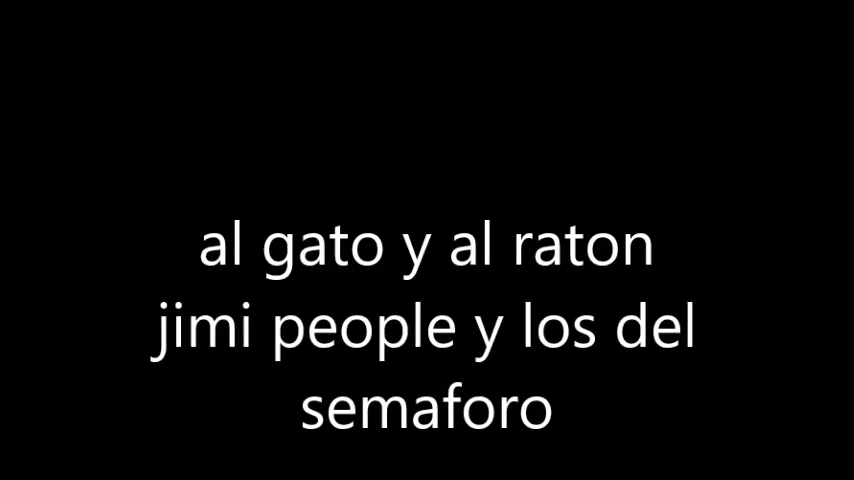 al gato y al raton
jimi people y los del
semaforo